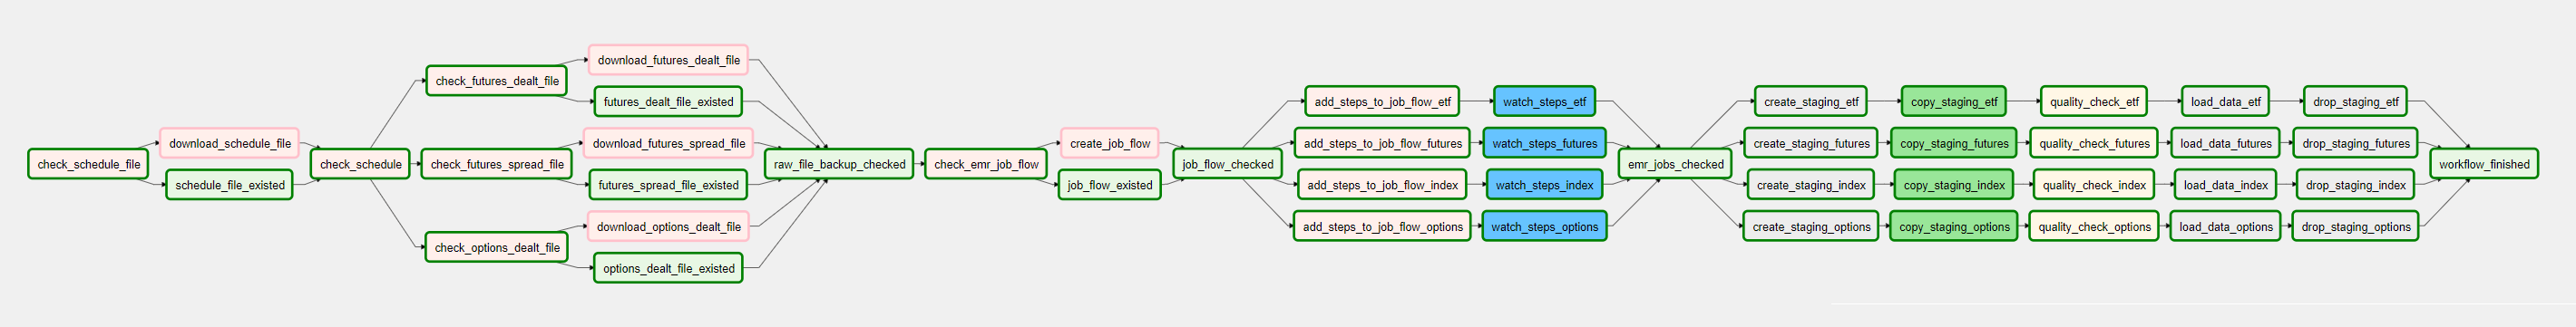 check_schedule_file
download_schedule_file
schedule_file_existed
check_schedule
check_futures_dealt_file
download_futures_dealt_file
futures_dealt_file_existed
check_futures_spread_file
download_futures_spread_file
futures_spread_file_existed
check_options_dealt_file
download_options_dealt_file
options_dealt_file_existed
raw_file_backup_checked
check_emr_job_flow
create_job_flow
job_flow_existed
job_flow_checked
add_steps_to_job_flow_etf
watch_steps_etf
add_steps_to_job_flow_futures
watch_steps_futures
add_steps_to_job_flow_index
watch_steps_index
add_steps_to_job_flow_options
watch_steps_options
emr_jobs_checked
create_staging_etf
copy_staging_etf
quality_check_etf
load_data_etf
drop_staging_etf
create_staging_futures
copy_staging_futures
quality_check_futures
load_data_futures
drop_staging_futures
create_staging_index
copy_staging_index
quality_check_index
load_data_index
drop_staging_index
create_staging_options
copy_staging_options
quality_check_options
load_data_options
drop_staging_options
workflow_finished